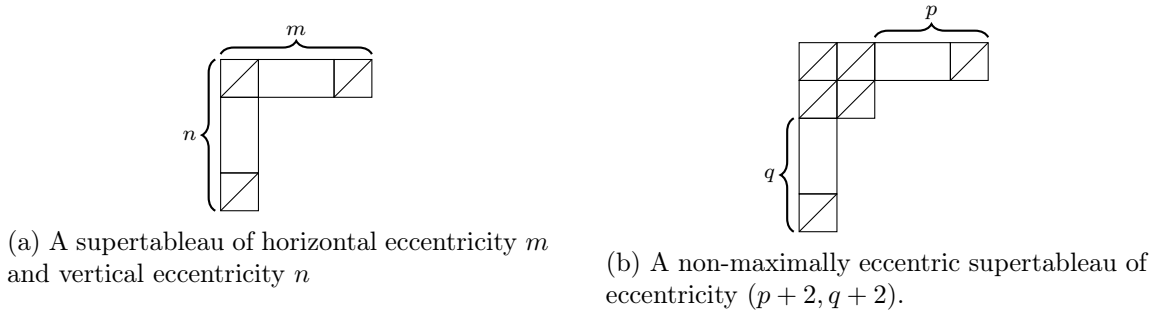 m
n
(a) A supertableau of horizontal eccentricity m
and vertical eccentricity n
p
q
(b) A non-maximally eccentric supertableau of
eccentricity (p + 2, q + 2).